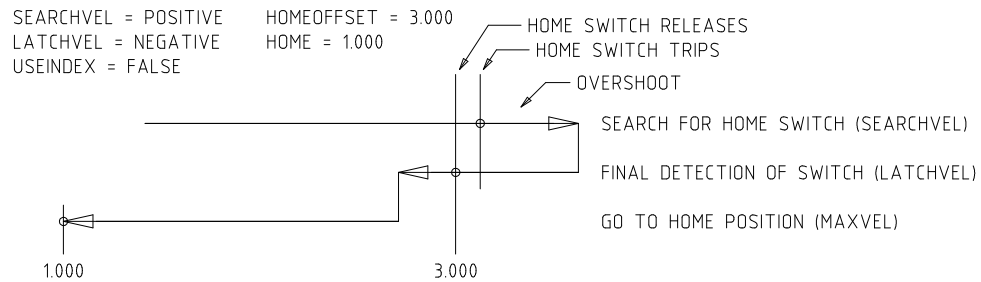 SEARCHVEL = POSITIVE HOMEOFFSET = 3.000
LATCHVEL = NEGATIVE HOME = 1.000
USEINDEX = FALSE
HOME SWITCH RELEASES
HOME SWITCH TRIPS
OVERSHOOT
SEARCH FOR HOME SWITCH (SEARCHVEL)
FINAL DETECTION OF SWITCH (LATCHVEL)
GO TO HOME POSITION (MAXVEL)
1.000 3.000